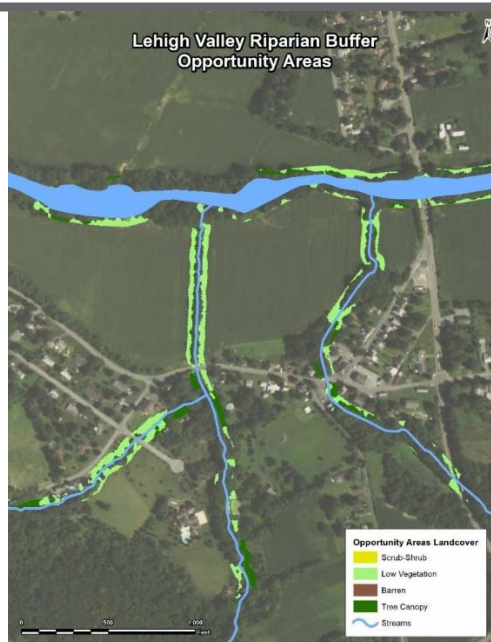 Lehigh Valley Riparian Buffer
Opportunity Areas
N
Opportunity Areas Landcover
Scrub-Shrub
Low Vegetation
Barren
Tree Canopy
Streams
0 500 1,000
Feet